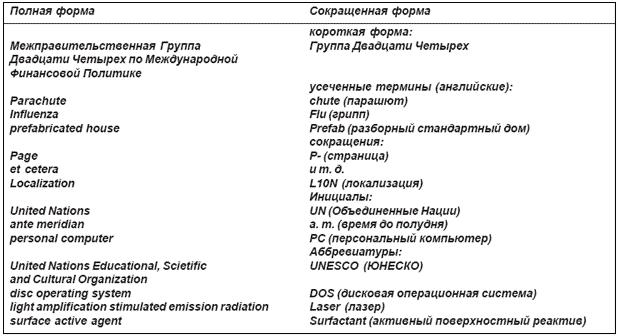 Полная форма Сокращенная форма
короткая форма:
Межправительственная Группа Группа Двадцати Четырех
Двадцати Четырех по Международной
Финансовой Политике
усеченные термины (английские):
Parachute chute (парашют)
Influenza Flu (грипп)
prefabricated house Prefab (разборный стандартный дом)
сокращения:
Page P- (страница)
et cetera и т. д.
Localization L10N (локализация)
Инициалы:
United Nations UN (Объединенные Нации)
ante meridian a. m. (время до полудня)
personal computer PC (персональный компьютер)
Аббревиатуры:
United Nations Educational, Scietific UNESCO (ЮНЕСКО)
and Cultural Organization
disc operating system DOS (дисковая операционная система)
light amplification stimulated emission radiation Laser (лазер)
surface active agent Surfactant (активный поверхностный реактив)